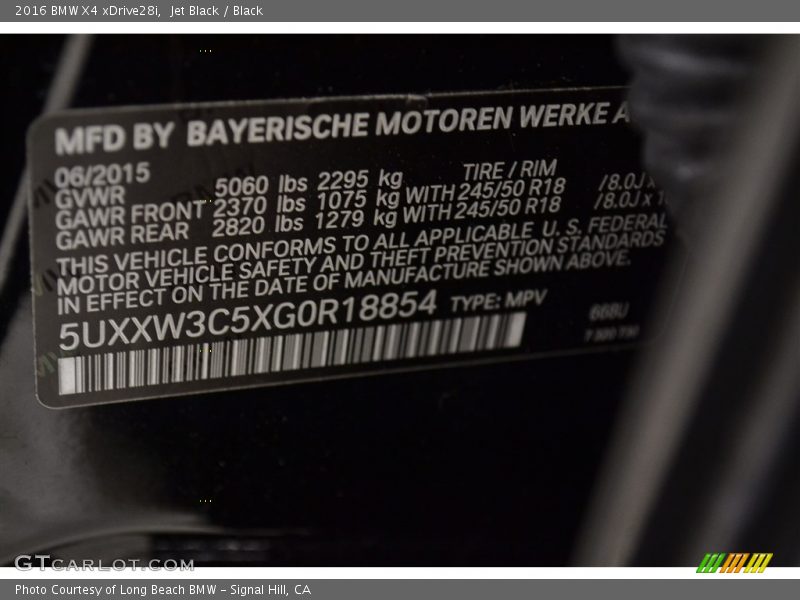 2016 BMW X4 xDrive28i,  Jet Black / Black
MFD BY BAYERISCHE MOTOREN WERKE A
06/2015
GVWR 5060 lbs 2295 kg TIRE / RIM
GAWR FRONT 2370 lbs 1075 kg WITH 245/50 R18 /8.0J x
GAWR REAR 2820 lbs 1279 kg WITH 245/50 R18 /8.0J x
THIS VEHICLE CONFORMS TO ALL APPLICABLE U. S. FEDERAL
MOTOR VEHICLE SAFETY AND THEFT PREVENTION STANDARDS
IN EFFECT ON THE DATE OF MANUFACTURE SHOWN ABOVE.
5UXXW3C5XG0R18854 TYPE: MPV
668U
GTCARLOT.COM
Photo Courtesy of Long Beach BMW – Signal Hill, CA